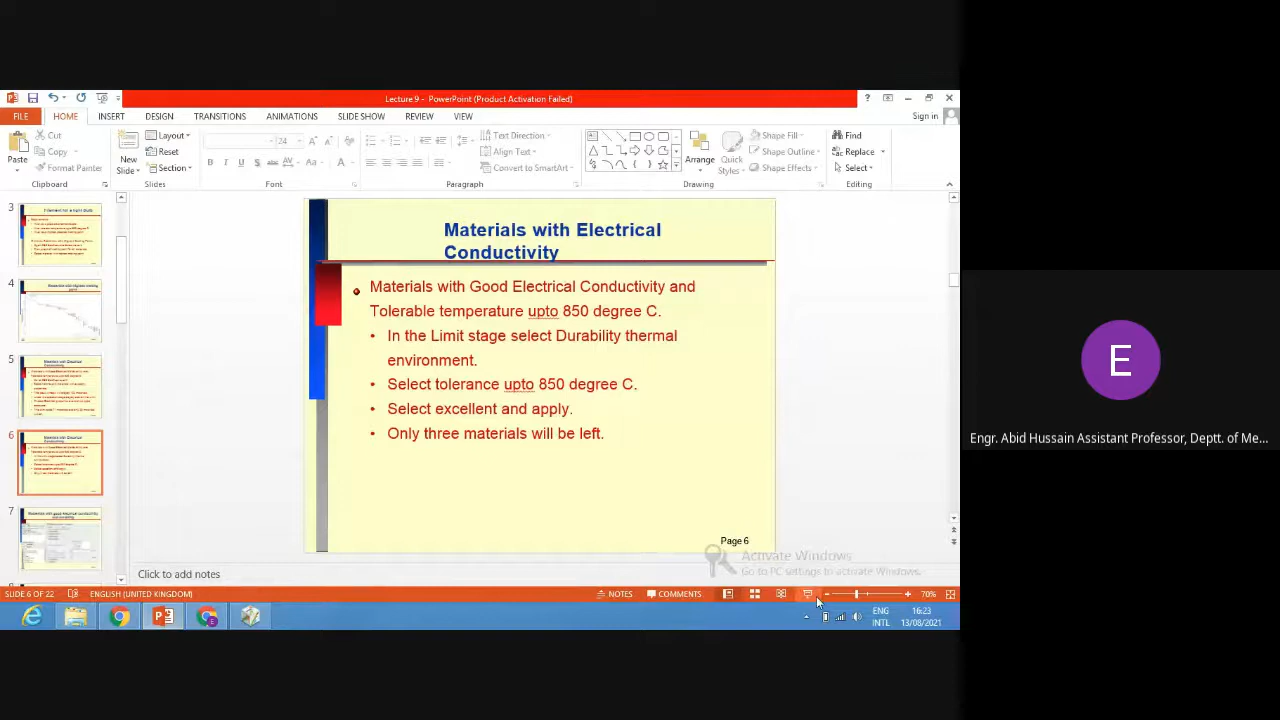 Lecture 9 - PowerPoint (Product Activation Failed)
FILE HOME INSERT DESIGN TRANSITIONS ANIMATIONS SLIDE SHOW REVIEW VIEW Sign in
Paste
Cut
Copy
Format Painter
Clipboard
New
Slide
Layout
Reset
Section
Slides
24
Font
Text Direction
Align Text
Convert to SmartArt
Paragraph
Arrange
Quick
Styles
Shape Fill
Shape Outline
Shape Effects
Drawing
Find
Replace
Select
Editing
3
4
5
6
7
Materials with Electrical
Conductivity
Materials with Good Electrical Conductivity and
Tolerable temperature upto 850 degree C.
• In the Limit stage select Durability thermal
environment.
• Select tolerance upto 850 degree C.
• Select excellent and apply.
• Only three materials will be left.
Page 6
Activate Windows
Go to PC settings to activate Windows.
Click to add notes
SLIDE 6 OF 22 ENGLISH (UNITED KINGDOM) NOTES COMMENTS 70%
ENG
INTL
16:23
13/08/2021
E
Engr. Abid Hussain Assistant Professor, Deptt. of Me...